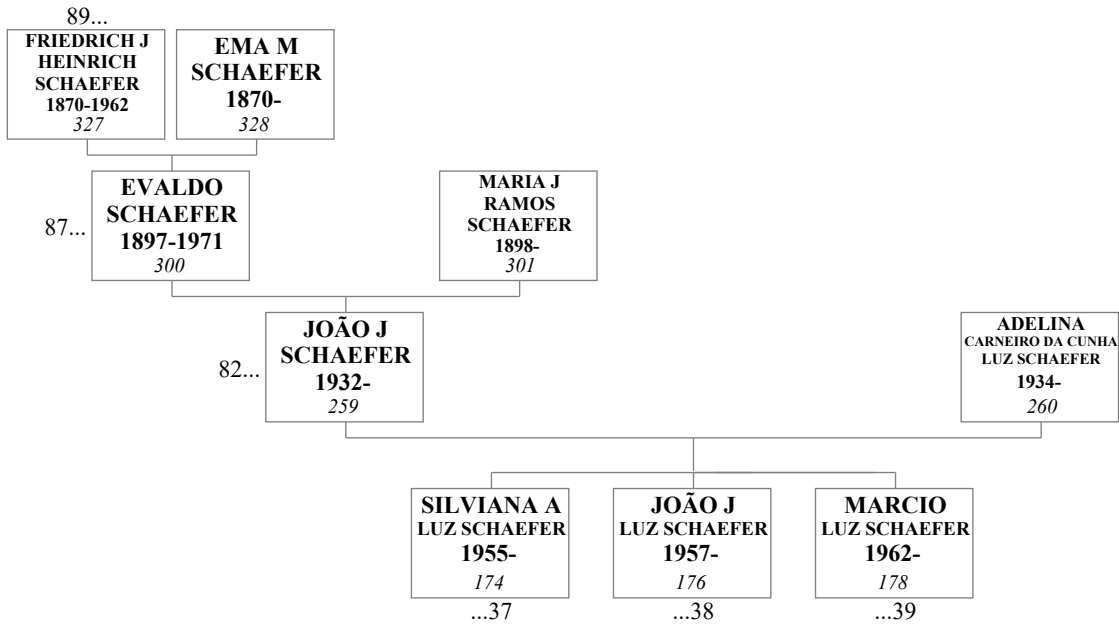 89...
FRIEDRICH J
HEINRICH
SCHAEFER
1870-1962
327
EMA M
SCHAEFER
1870-
328
87...
EVALDO
SCHAEFER
1897-1971
300
MARIA J
RAMOS
SCHAEFER
1898-
301
82...
JOÃO J
SCHAEFER
1932-
259
ADELINA
CARNEIRO DA CUNHA
LUZ SCHAEFER
1934-
260
SILVIANA A
LUZ SCHAEFER
1955-
174
...37
JOÃO J
LUZ SCHAEFER
1957-
176
...38
MARCIO
LUZ SCHAEFER
1962-
178
...39